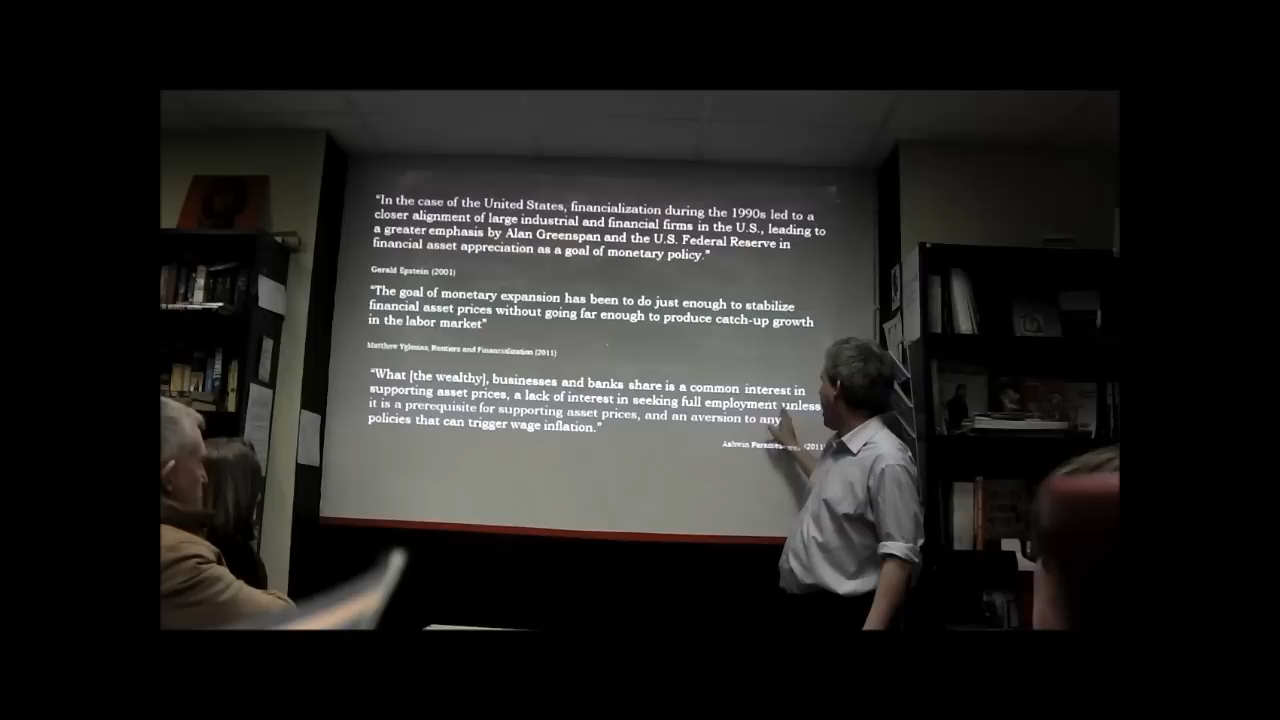 “In the case of the United States, financialization during the 1990s led to a
closer alignment of large industrial and financial firms in the U.S., leading to
a greater emphasis by Alan Greenspan and the U.S. Federal Reserve in
financial asset appreciation as a goal of monetary policy.”
Gerald Epstein (2001)
“The goal of monetary expansion has been to do just enough to stabilize
financial asset prices without going far enough to produce catch-up growth
in the labor market”
Matthew Yglesias, Rentiers and Financialization (2011)
“What [the wealthy], businesses and banks share is a common interest in
supporting asset prices, a lack of interest in seeking full employment unless
it is a prerequisite for supporting asset prices, and an aversion to any
policies that can trigger wage inflation.”
Ashwin (2011)